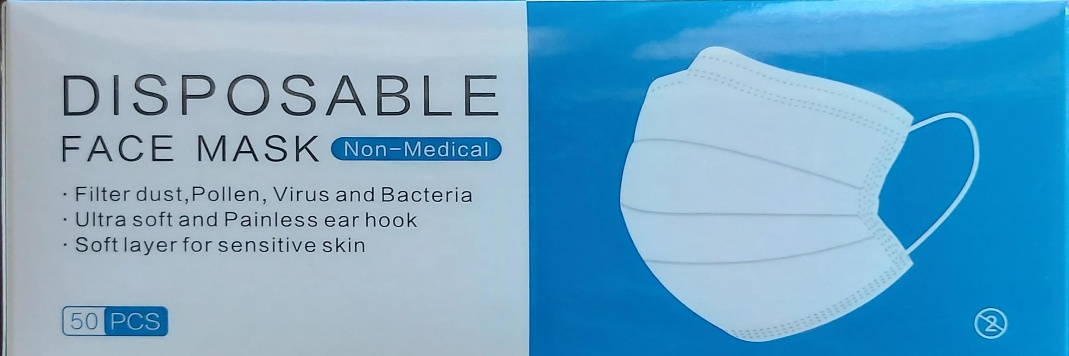 DISPOSABLE
FACE MASK Non-Medical
· Filter dust,Pollen, Virus and Bacteria
· Ultra soft and Painless ear hook
· Soft layer for sensitive skin
50 PCS
2